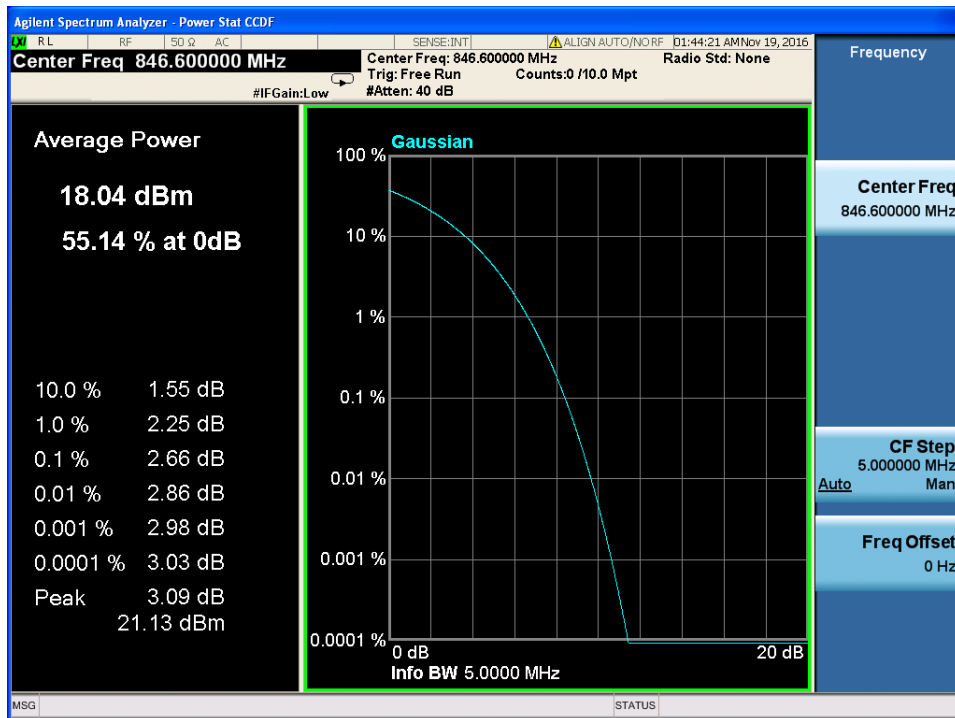 Agilent Spectrum Analyzer - Power Stat CCDF
LXI RL RF 50 Ω AC SENSE:INT ALIGN AUTO/NO RF 01:44:21 AM Nov 19, 2016
Center Freq 846.600000 MHz
#IFGain:Low
Center Freq: 846.600000 MHz Radio Std: None
Trig: Free Run Counts:0 /10.0 Mpt
#Atten: 40 dB
Average Power
18.04 dBm
55.14 % at 0dB
10.0 % 1.55 dB
1.0 % 2.25 dB
0.1 % 2.66 dB
0.01 % 2.86 dB
0.001 % 2.98 dB
0.0001 % 3.03 dB
Peak 3.09 dB
21.13 dBm
Gaussian
100 %
10 %
1 %
0.1 %
0.01 %
0.001 %
0.0001 %
0 dB 20 dB
Info BW 5.0000 MHz
Frequency
Center Freq
846.600000 MHz
CF Step
5.000000 MHz
Auto Man
Freq Offset
0 Hz
MSG STATUS